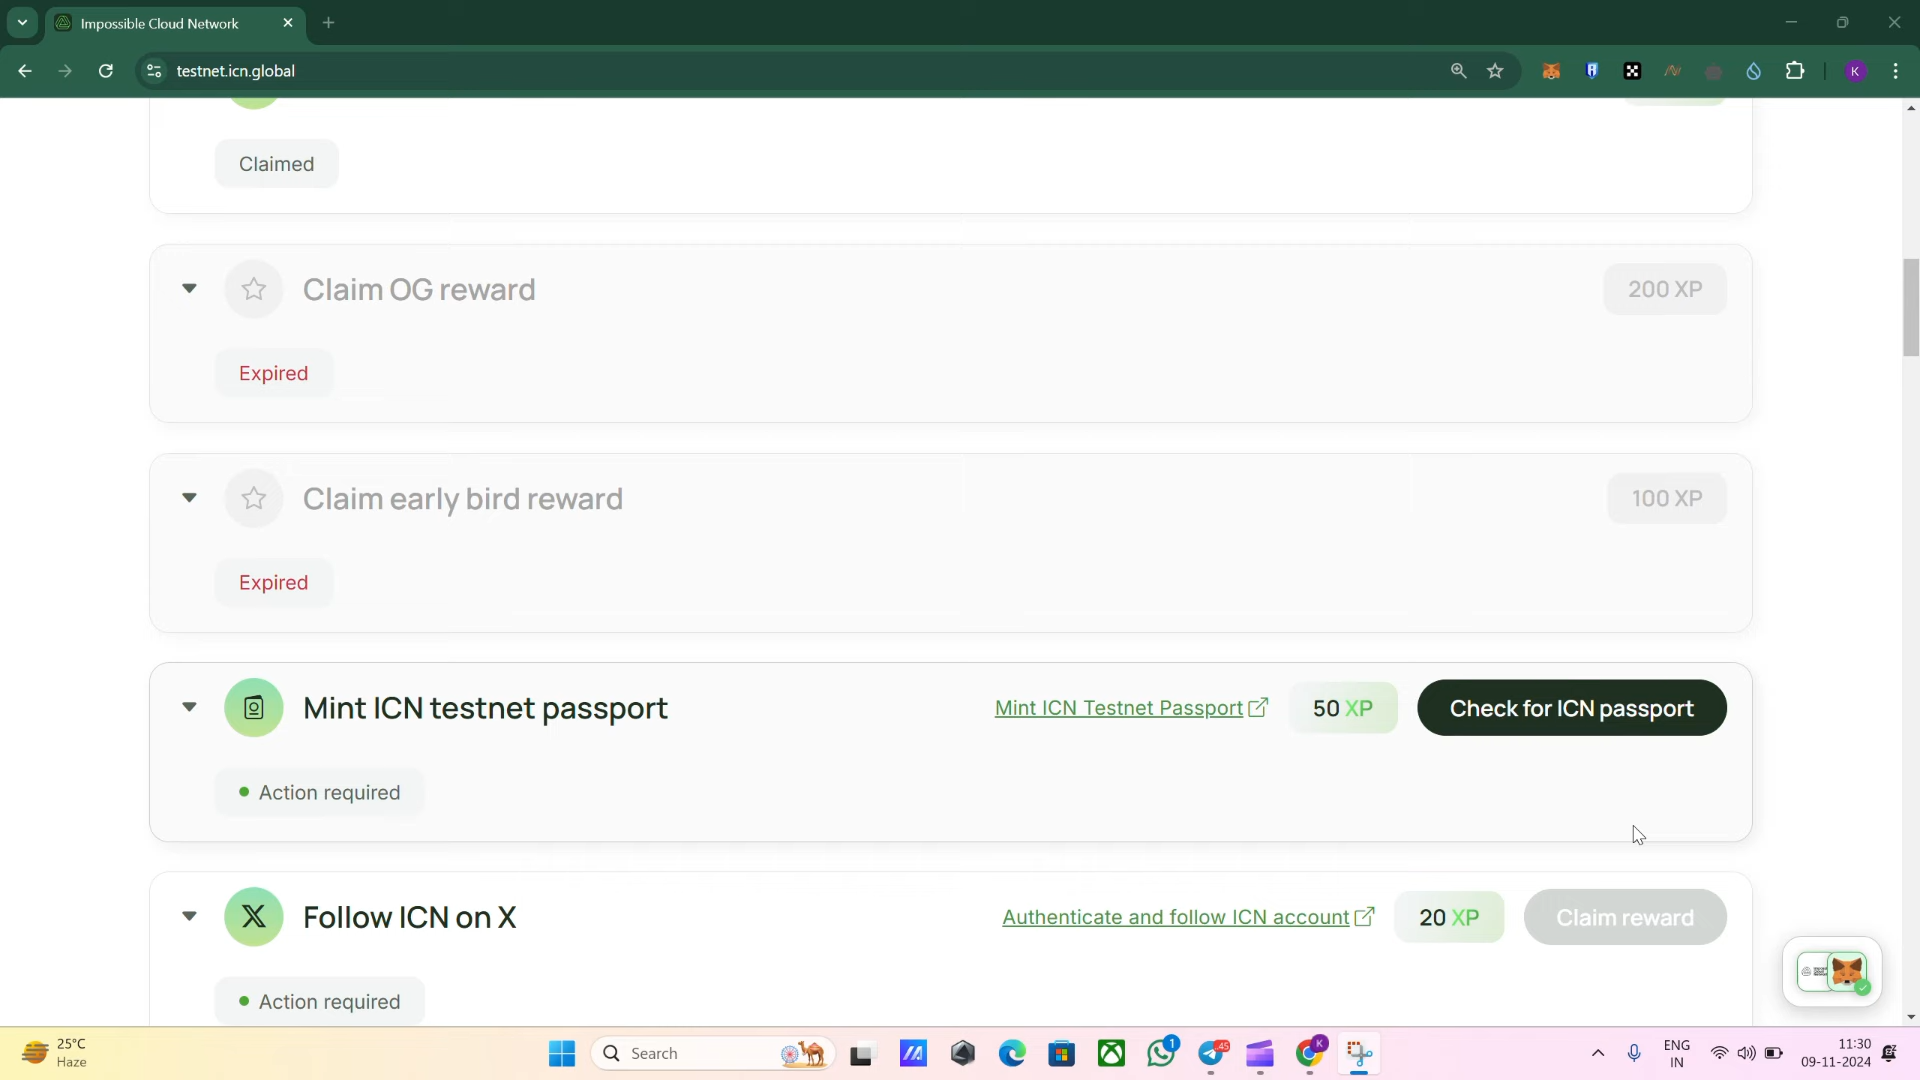 Impossible Cloud Network
testnet.icn.global
K
Claimed
Claim OG reward
200 XP
Expired
Claim early bird reward
100 XP
Expired
Mint ICN testnet passport
Mint ICN Testnet Passport
50 XP
Check for ICN passport
Action required
Follow ICN on X
Authenticate and follow ICN account
20 XP
Claim reward
Action required
25°C
Haze
Search
1
45
K
ENG
IN
11:30
09-11-2024